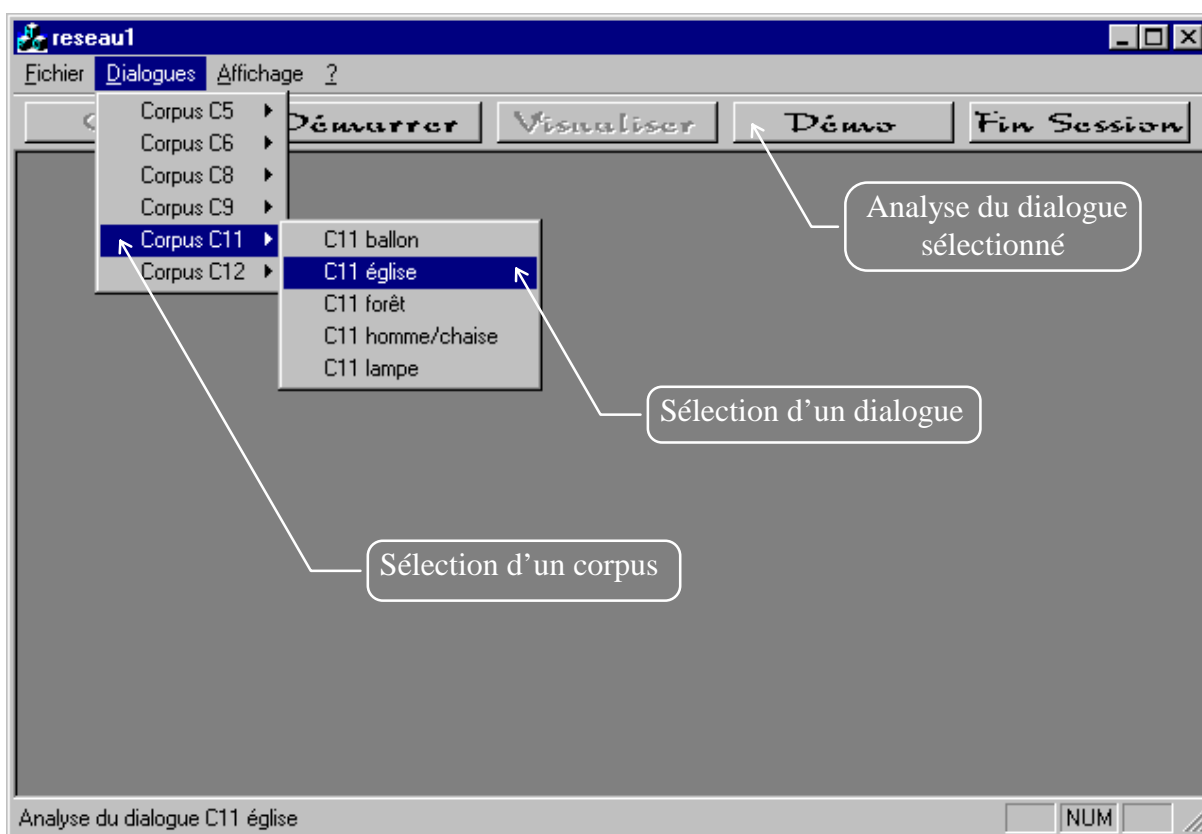 reseau1
Fichier Dialogues Affichage ?
Démarrer Visualiser Démo Fin Session
Corpus C5
Corpus C6
Corpus C8
Corpus C9
Corpus C11
Corpus C12
C11 ballon
C11 église
C11 forêt
C11 homme/chaise
C11 lampe
Analyse du dialogue
sélectionné
Sélection d'un dialogue
Sélection d'un corpus
Analyse du dialogue C11 église NUM